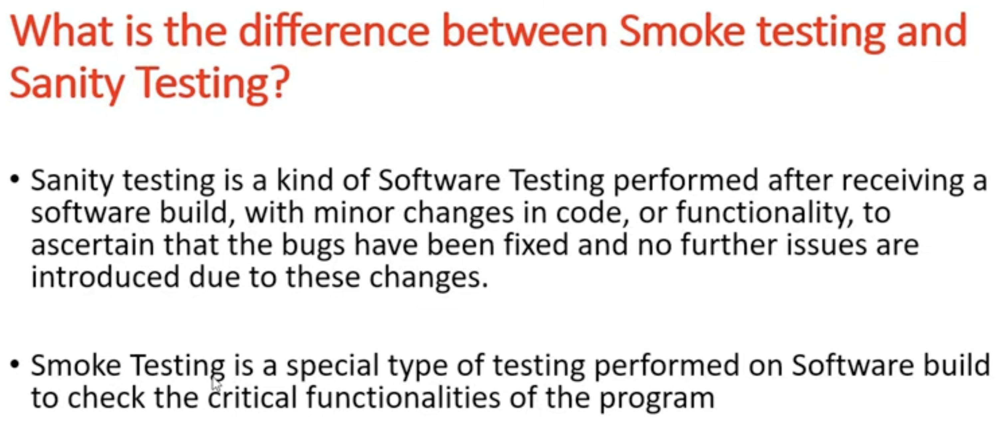 What is the difference between Smoke testing and
Sanity Testing?
• Sanity testing is a kind of Software Testing performed after receiving a
software build, with minor changes in code, or functionality, to
ascertain that the bugs have been fixed and no further issues are
introduced due to these changes.
• Smoke Testing is a special type of testing performed on Software build
to check the critical functionalities of the program